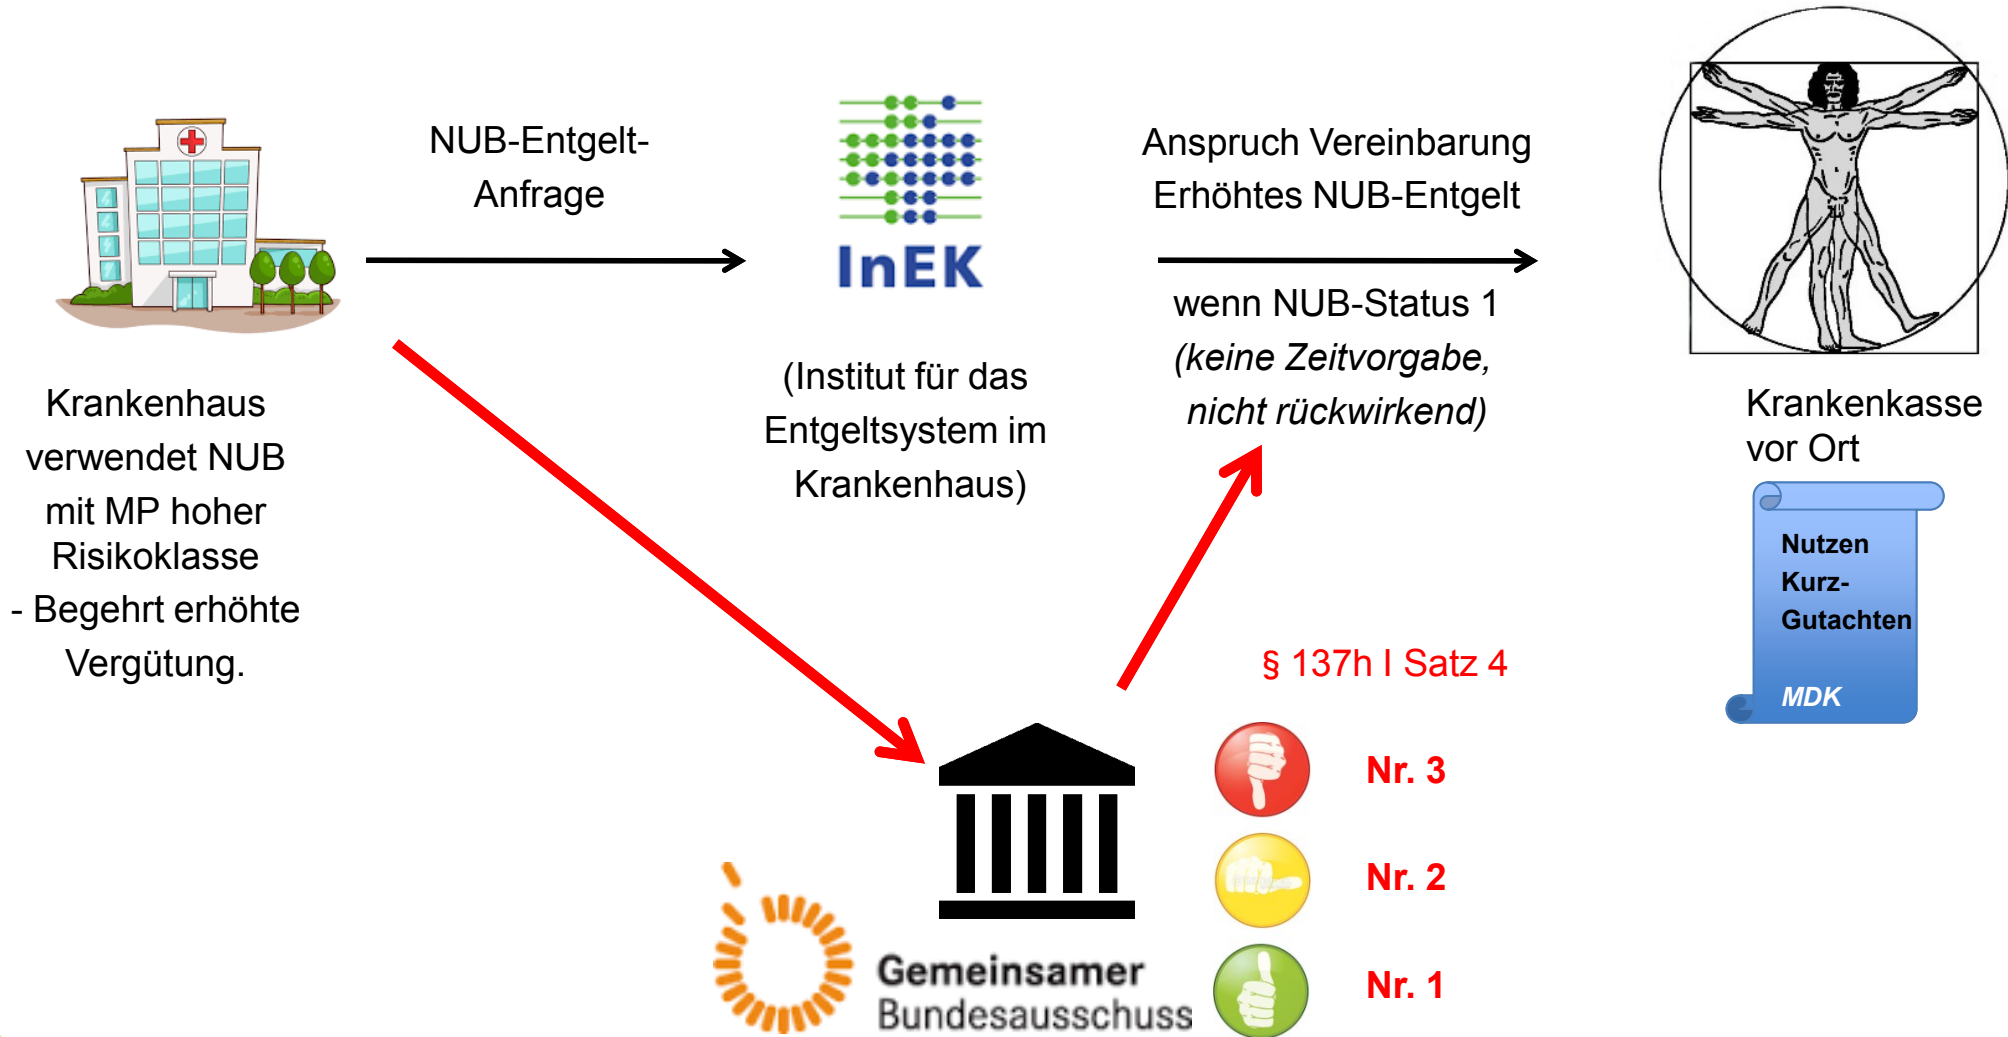 Krankenhaus
verwendet NUB
mit MP hoher
Risikoklasse
- Begehrt erhöhte
Vergütung.
NUB-Entgelt-
Anfrage
InEK
(Institut für das
Entgeltsystem im
Krankenhaus)
Anspruch Vereinbarung
Erhöhtes NUB-Entgelt
wenn NUB-Status 1
(keine Zeitvorgabe,
nicht rückwirkend)
Krankenkasse
vor Ort
Nutzen
Kurz-
Gutachten
MDK
§ 137h I Satz 4
Nr. 3
Nr. 2
Nr. 1
Gemeinsamer
Bundesausschuss